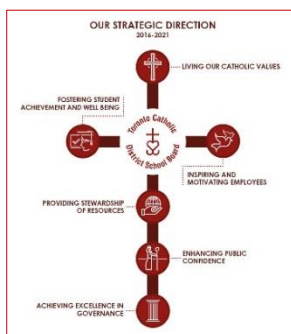 OUR STRATEGIC DIRECTION
2016-2021
LIVING OUR CATHOLIC VALUES
FOSTERING STUDENT
ACHIEVEMENT AND WELL BEING
Toronto Catholic
District School Board
INSPIRING AND
MOTIVATING EMPLOYEES
PROVIDING STEWARDSHIP
OF RESOURCES
ENHANCING PUBLIC
CONFIDENCE
ACHIEVING EXCELLENCE IN
GOVERNANCE